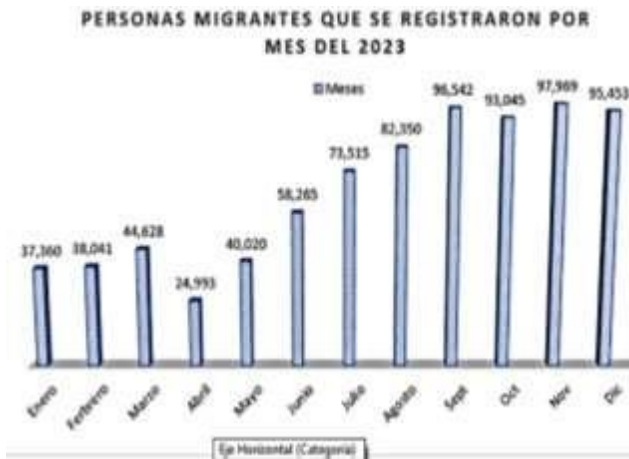 PERSONAS MIGRANTES QUE SE REGISTRARON POR
MES DEL 2023
Meses
37,360
38,041
44,628
24,993
40,020
58,265
73,515
82,350
96,542
93,045
97,969
95,453
Enero
Ferbrero
Marzo
Abril
Mayo
Junio
Julio
Agosto
Sept
Oct
Nov
Dic
Eje Horizontal (Categoría)